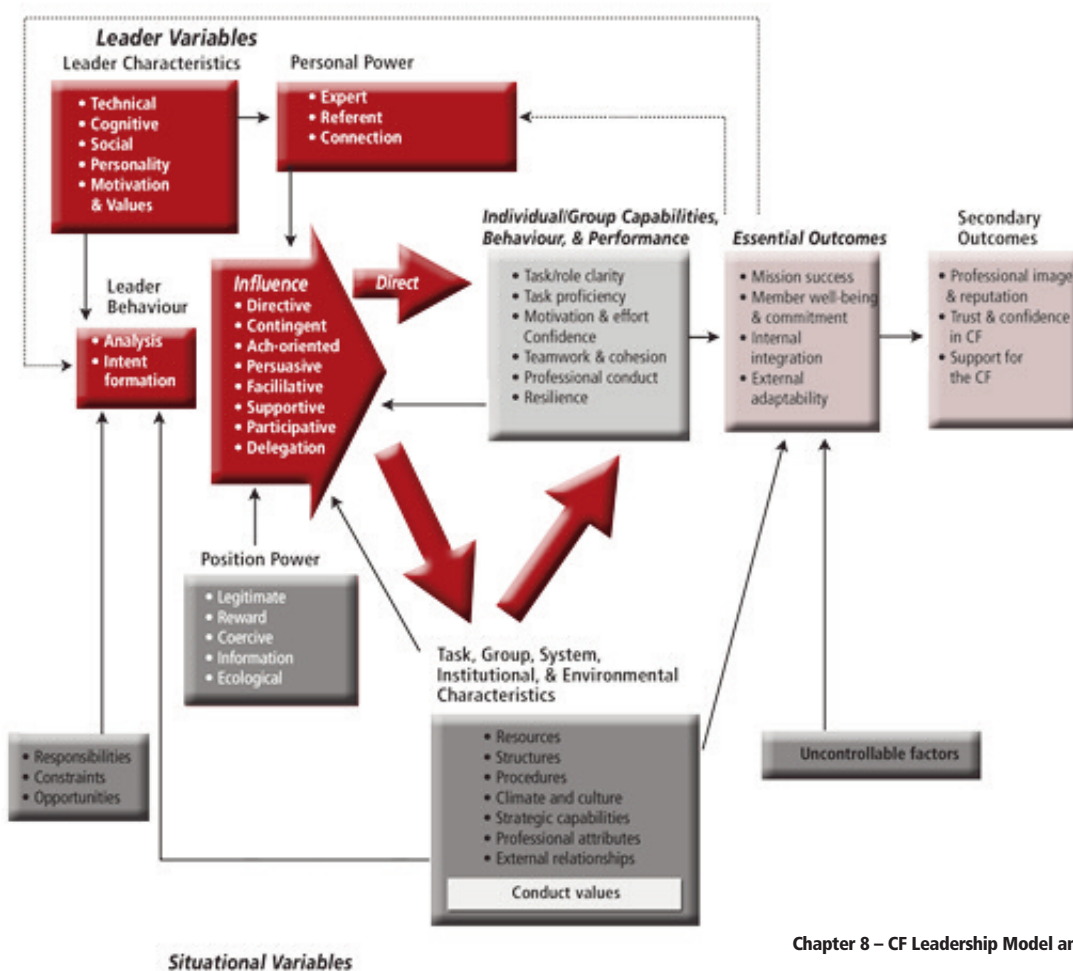 Leader Variables
Leader Characteristics
• Technical
• Cognitive
• Social
• Personality
• Motivation
& Values
Personal Power
• Expert
• Referent
• Connection
Leader
Behaviour
• Analysis
• Intent
formation
Influence
• Directive
• Contingent
• Ach-oriented
• Persuasive
• Facililative
• Supportive
• Participative
• Delegation
Direct
Individual/Group Capabilities,
Behaviour, & Performance
• Task/role clarity
• Task proficiency
• Motivation & effort
Confidence
• Teamwork & cohesion
• Professional conduct
• Resilience
Essential Outcomes
• Mission success
• Member well-being
& commitment
• Internal
integration
• External
adaptability
Secondary
Outcomes
• Professional image
& reputation
• Trust & confidence
in CF
• Support for
the CF
Position Power
• Legitimate
• Reward
• Coercive
• Information
• Ecological
Task, Group, System,
Institutional, & Environmental
Characteristics
• Resources
• Structures
• Procedures
• Climate and culture
• Strategic capabilities
• Professional attributes
• External relationships
Conduct values
• Responsibilities
• Constraints
• Opportunities
Uncontrollable factors
Chapter 8 – CF Leadership Model an
Situational Variables